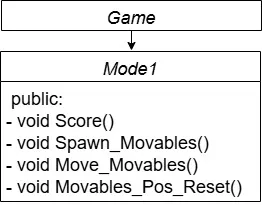 Game
Mode1
public:
- void Score()
- void Spawn_Movables()
- void Move_Movables()
- void Movables_Pos_Reset()